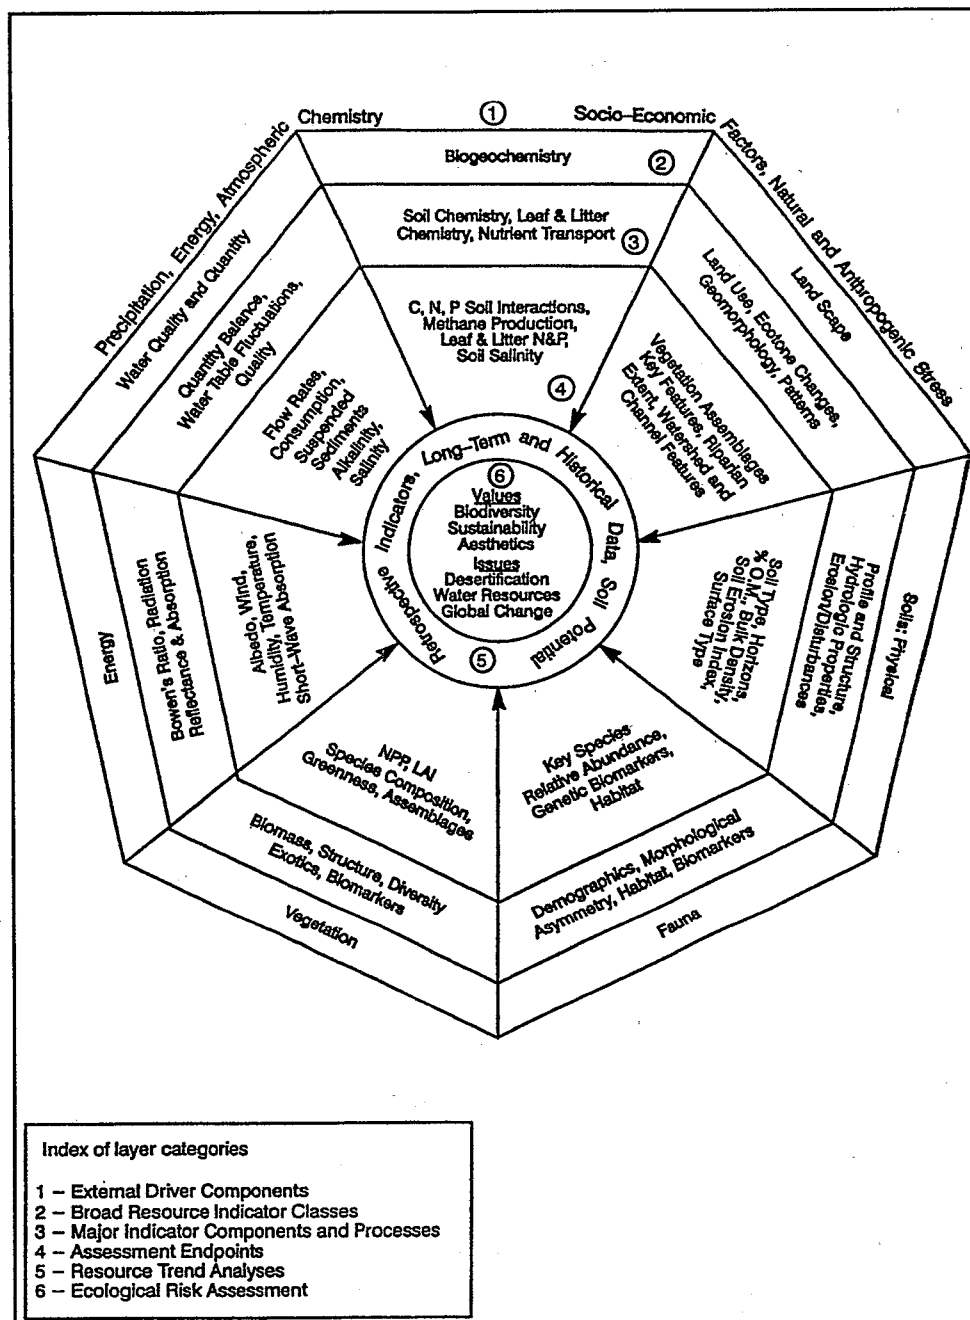 Precipitation, Energy, Atmospheric Chemistry
①
Socio-Economic Factors, Natural and Anthropogenic Stress
Biogeochemistry
②
Soil Chemistry, Leaf & Litter
Chemistry, Nutrient Transport
③
C, N, P Soil Interactions,
Methane Production,
Leaf & Litter N&P,
Soil Salinity
④
Land Scape
Land Use, Ecotone Changes,
Geomorphology, Patterns
Vegetation Assemblages
Key Features, Riparian
Extent, Watershed and
Channel Features
Soils: Physical
Profile and Structure,
Hydrologic Properties,
Erosion/Disturbances
Soil Type, Horizons,
% O.M., Bulk Density,
Soil Erosion Index,
Surface Type
Fauna
Demographics, Morphological
Asymmetry, Habitat, Biomarkers
Key Species
Relative Abundance,
Genetic Biomarkers,
Habitat
Vegetation
Biomass, Structure, Diversity
Exotics, Biomarkers
NPP, LAI
Species Composition,
Greenness, Assemblages
Energy
Bowen's Ratio, Radiation
Reflectance & Absorption
Albedo, Wind,
Humidity, Temperature,
Short-Wave Absorption
Water Quality and Quantity
Quantity Balance,
Water Table Fluctuations,
Quality
Flow Rates,
Consumption,
Suspended
Sediments
Alkalinity,
Salinity
Retrospective Indicators, Long-Term and Historical Data, Soil Potential
⑤
⑥
Values
Biodiversity
Sustainability
Aesthetics
Issues
Desertification
Water Resources
Global Change
Index of layer categories
1 – External Driver Components
2 – Broad Resource Indicator Classes
3 – Major Indicator Components and Processes
4 – Assessment Endpoints
5 – Resource Trend Analyses
6 – Ecological Risk Assessment